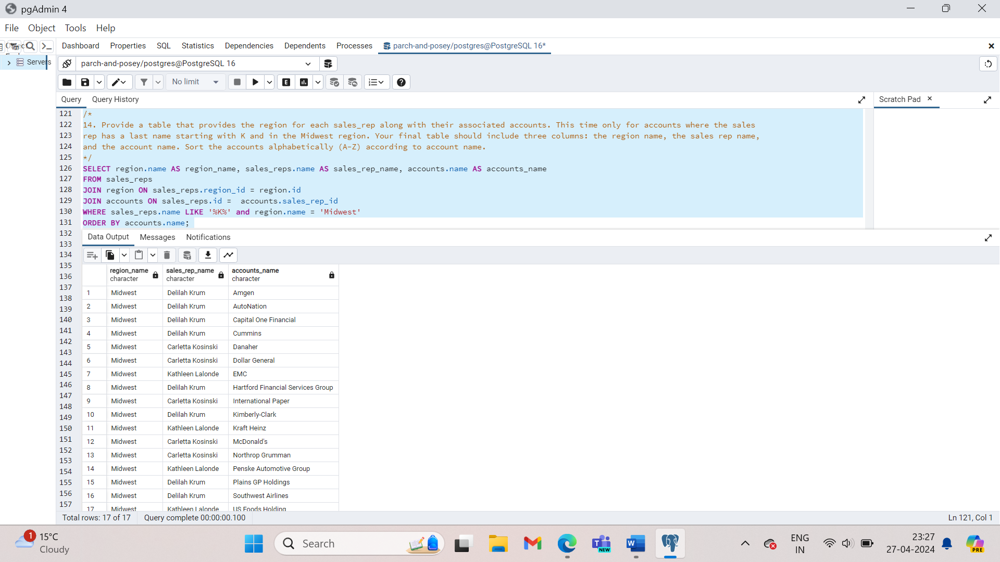 pgAdmin 4
File Object Tools Help
Dashboard Properties SQL Statistics Dependencies Dependents Processes parch-and-posey/postgres@PostgreSQL 16*
Servers
parch-and-posey/postgres@PostgreSQL 16
No limit
Query Query History
Scratch Pad
121 /*
122 14. Provide a table that provides the region for each sales_rep along with their associated accounts. This time only for accounts where the sales
123 rep has a last name starting with K and in the Midwest region. Your final table should include three columns: the region name, the sales rep name,
124 and the account name. Sort the accounts alphabetically (A-Z) according to account name.
125 */
126 SELECT region.name AS region_name, sales_reps.name AS sales_rep_name, accounts.name AS accounts_name
127 FROM sales_reps
128 JOIN region ON sales_reps.region_id = region.id
129 JOIN accounts ON sales_reps.id =  accounts.sales_rep_id
130 WHERE sales_reps.name LIKE '%K%' and region.name = 'Midwest'
131 ORDER BY accounts.name;
132
133
134
135
136
137
138
139
140
141
142
143
144
145
146
147
148
149
150
151
152
153
154
155
156
157
Data Output Messages Notifications
region_name character sales_rep_name character accounts_name character
1 Midwest Delilah Krum Amgen
2 Midwest Delilah Krum AutoNation
3 Midwest Delilah Krum Capital One Financial
4 Midwest Delilah Krum Cummins
5 Midwest Carletta Kosinski Danaher
6 Midwest Carletta Kosinski Dollar General
7 Midwest Kathleen Lalonde EMC
8 Midwest Delilah Krum Hartford Financial Services Group
9 Midwest Carletta Kosinski International Paper
10 Midwest Delilah Krum Kimberly-Clark
11 Midwest Kathleen Lalonde Kraft Heinz
12 Midwest Carletta Kosinski McDonald's
13 Midwest Carletta Kosinski Northrop Grumman
14 Midwest Kathleen Lalonde Penske Automotive Group
15 Midwest Delilah Krum Plains GP Holdings
16 Midwest Delilah Krum Southwest Airlines
17 Midwest Kathleen Lalonde US Foods Holding
Total rows: 17 of 17 Query complete 00:00:00.100 Ln 121, Col 1
1 15°C
Cloudy
Search
NEW
ENG
IN
23:27
27-04-2024
PRE